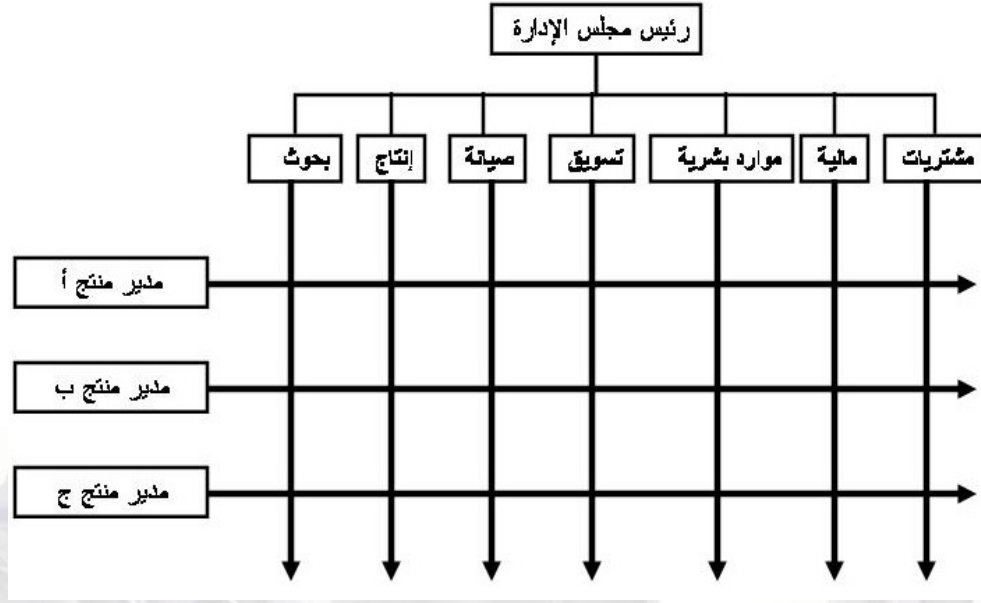 رئيس مجلس الإدارة
مشتريات
مالية
موارد بشرية
تسويق
صيانة
إنتاج
بحوث
مدير منتج أ
مدير منتج ب
مدير منتج ج